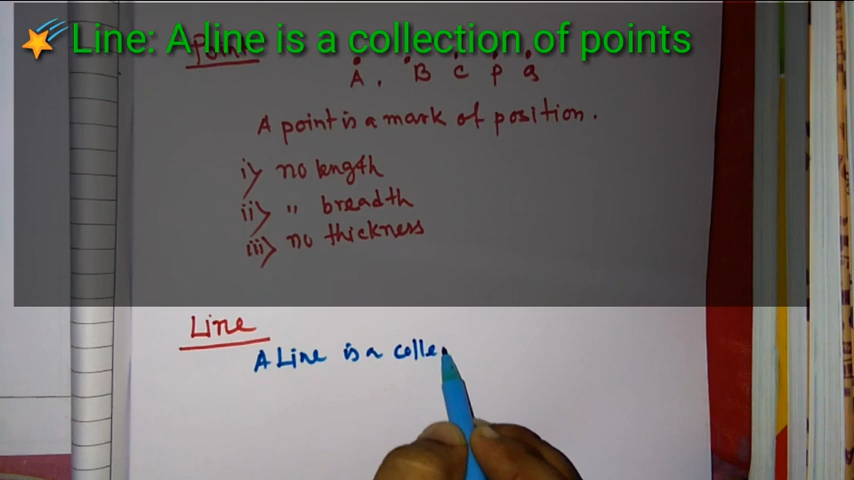 Line: A line is a collection of points
Point
A, B C P Q
A point is a mark of position.
i) no length
ii) " breadth
iii) no thickness
Line
A Line is a colle